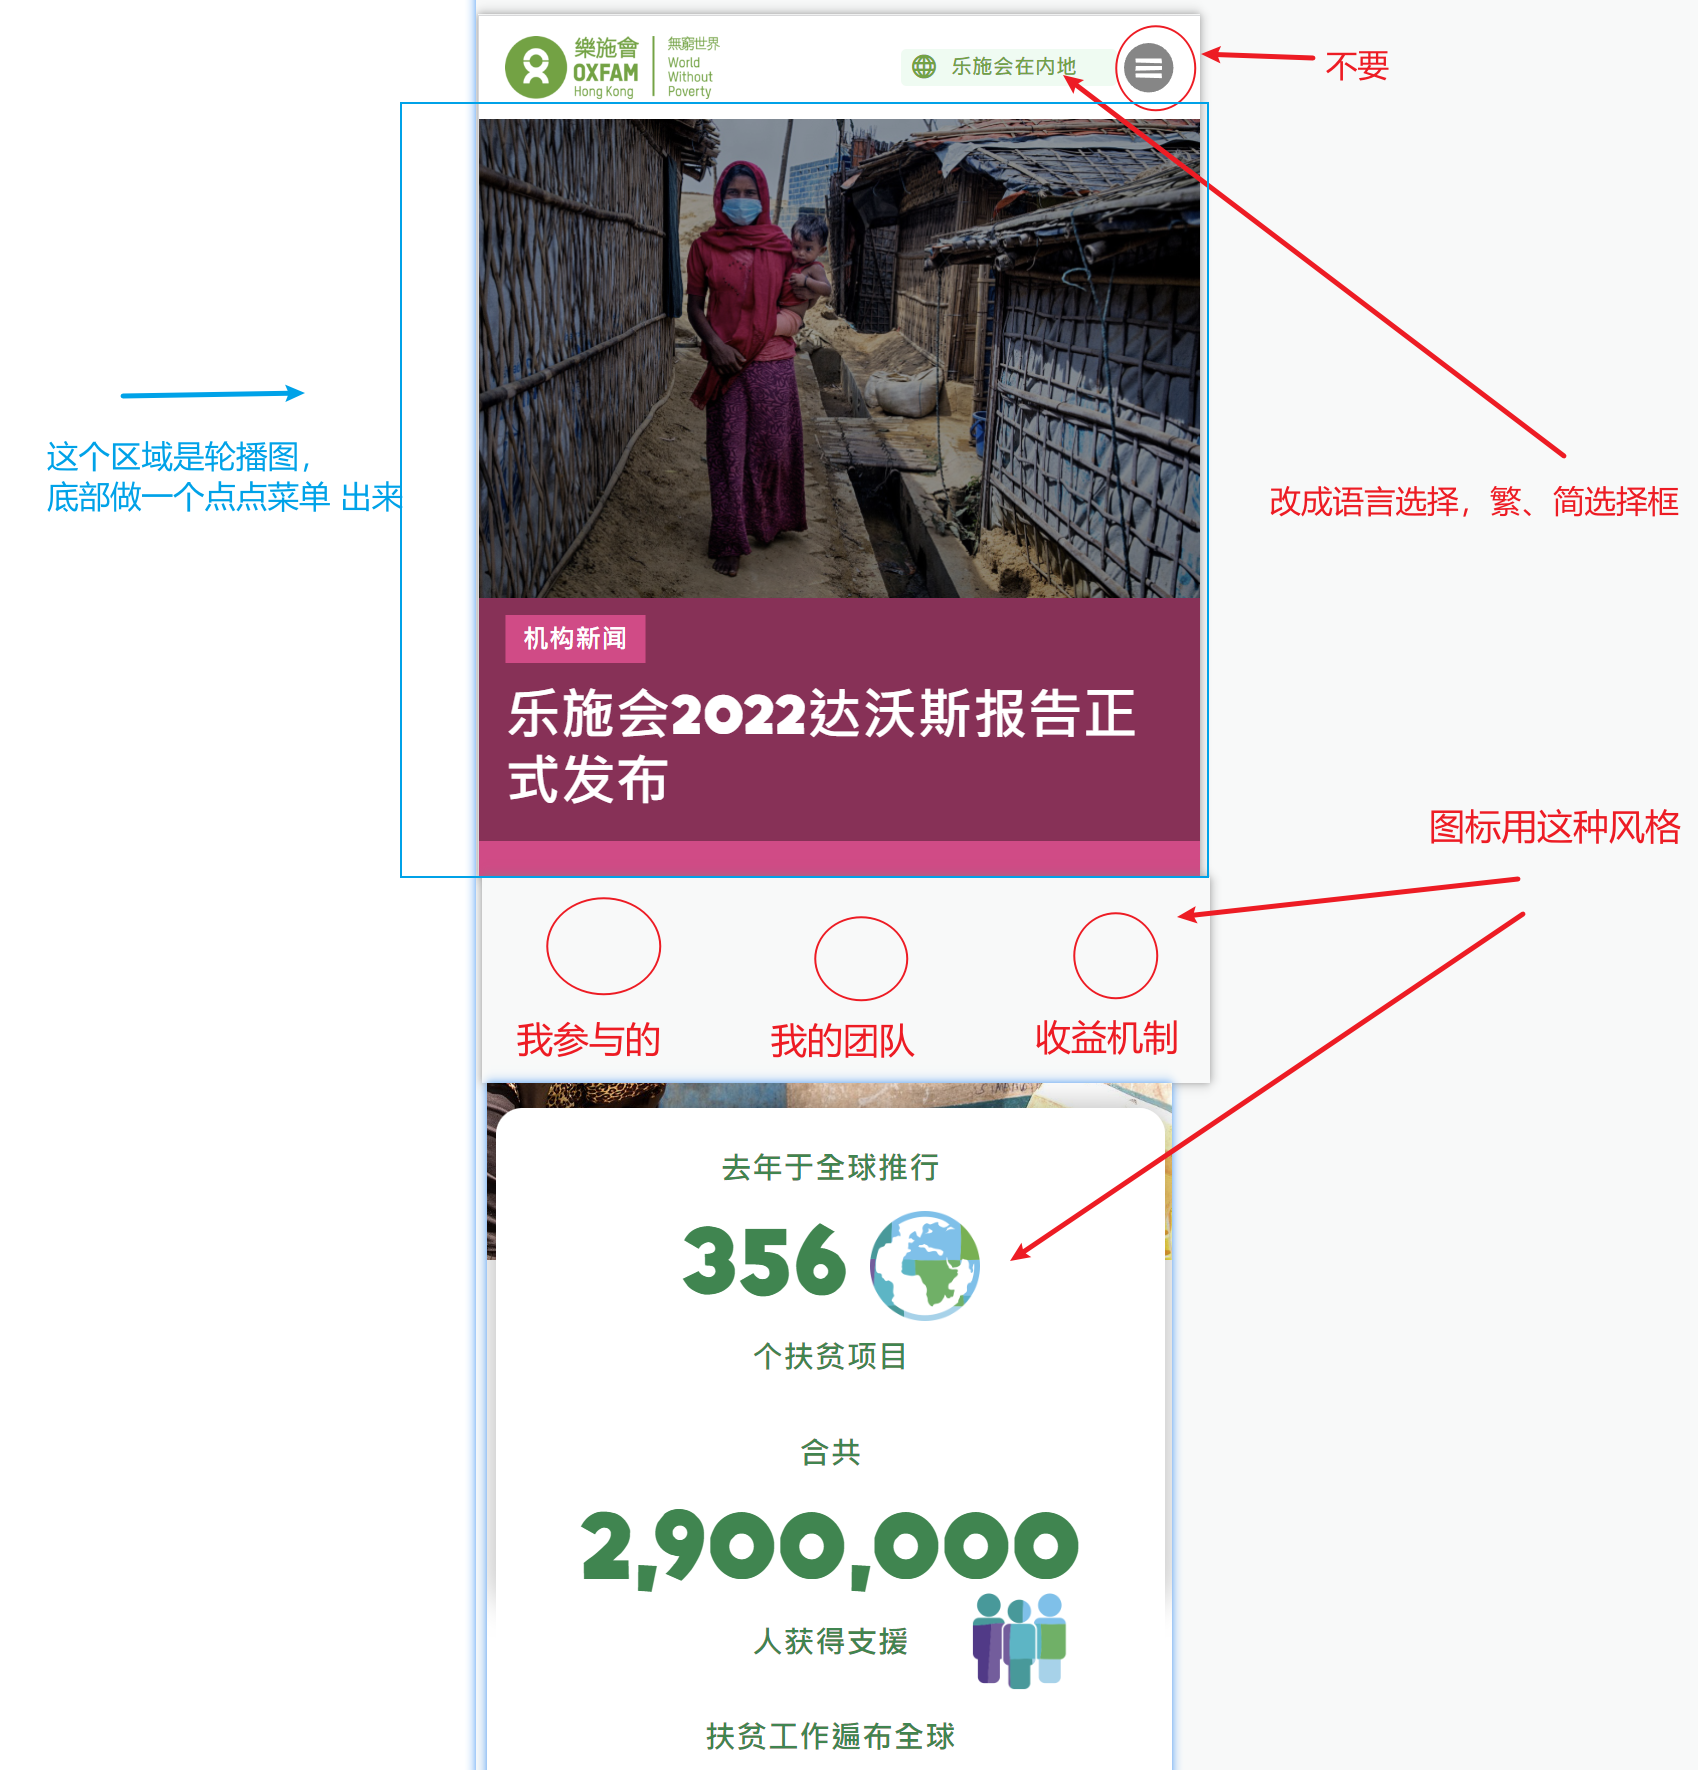 樂施會
OXFAM
Hong Kong
無窮世界
World
Without
Poverty
乐施会在内地
不要
这个区域是轮播图，
底部做一个点点菜单 出来
改成语言选择，繁、简选择框
机构新闻
乐施会2022达沃斯报告正
式发布
图标用这种风格
我参与的
我的团队
收益机制
去年于全球推行
356
个扶贫项目
合共
2,900,000
人获得支援
扶贫工作遍布全球